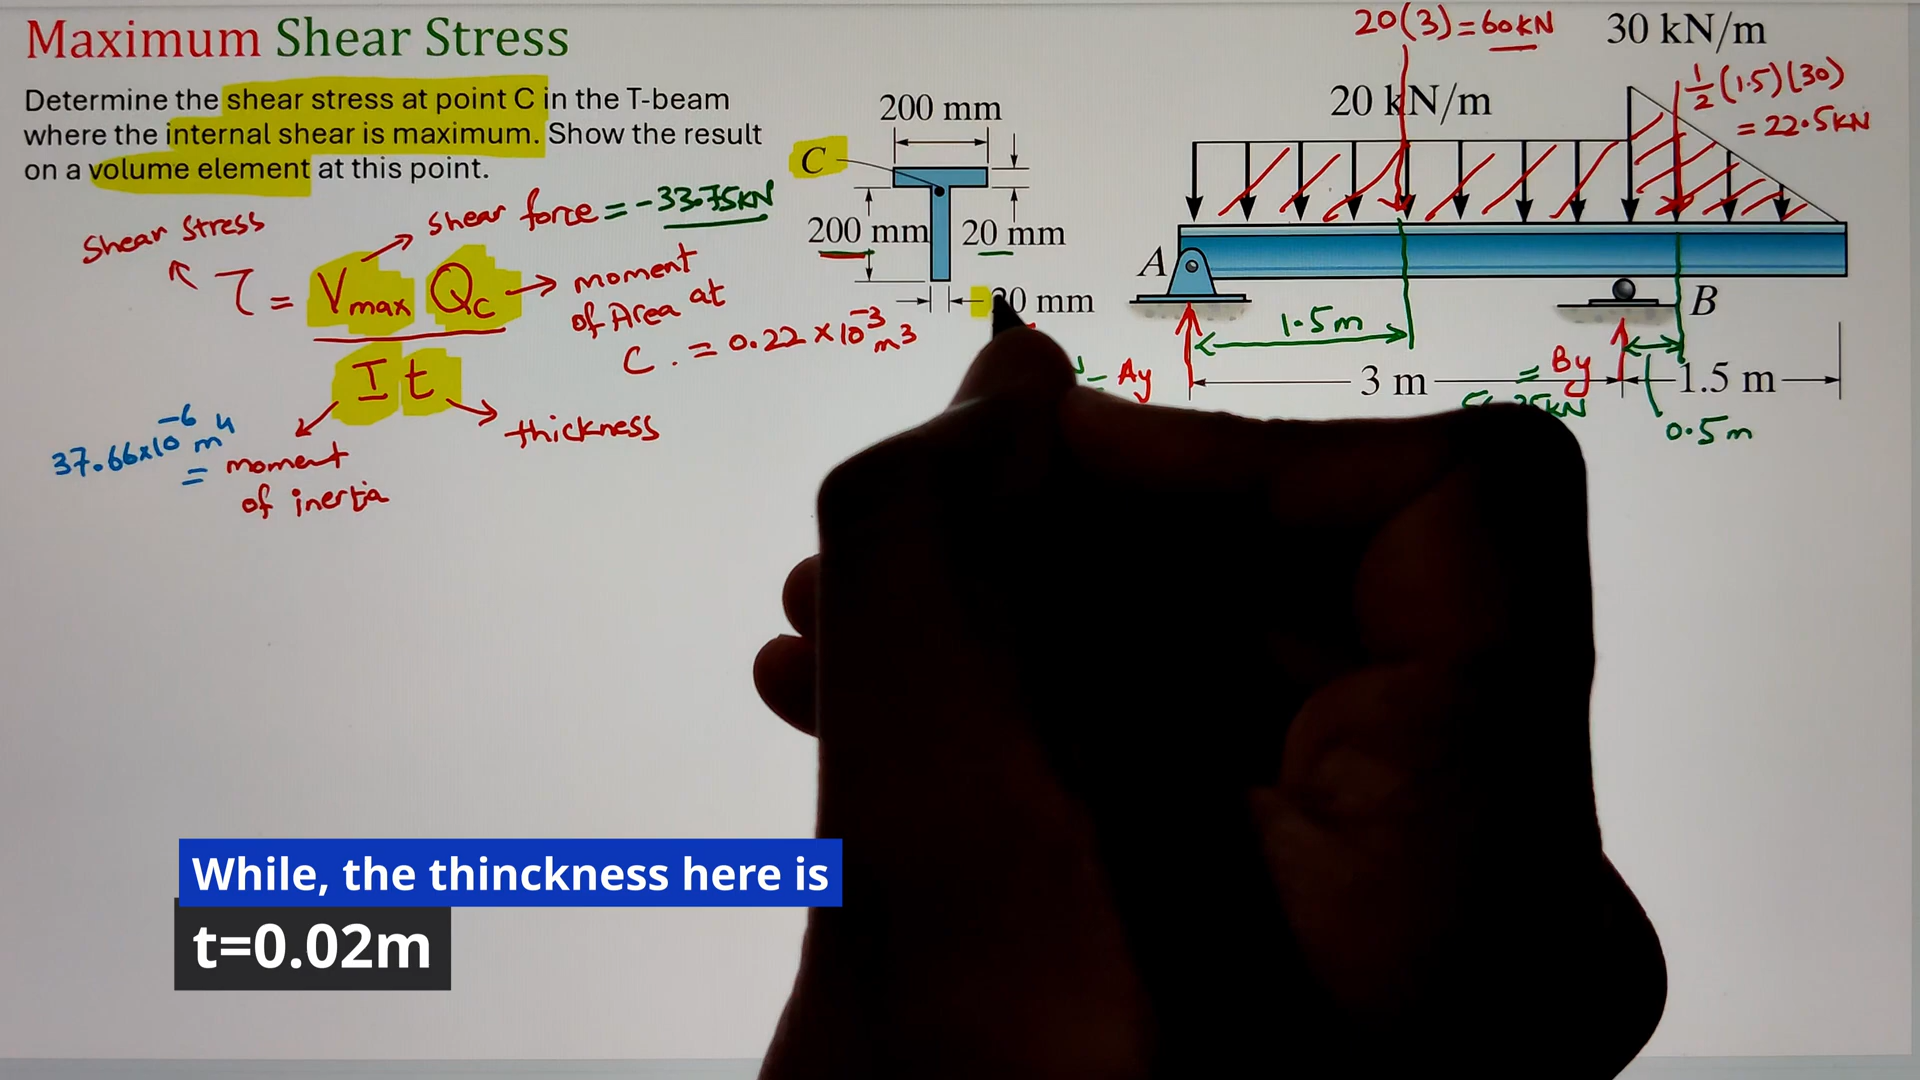 Maximum Shear Stress
Determine the shear stress at point C in the T-beam
where the internal shear is maximum. Show the result
on a volume element at this point.
Shear Stress
Shear force = -33.75kN
τ = Vmax Qc
I t
moment
of Area at
C. = 0.22 x 10^-3 m3
thickness
37.66x10^-6 m4
= moment
of inertia
C
200 mm
200 mm
20 mm
20 mm
20(3)=60kN
30 kN/m
20 kN/m
1/2 (1.5)(30)
= 22.5KN
A
B
1.5m
= Ay
= By
3 m
1.5 m
0.5m
While, the thinckness here is
t=0.02m